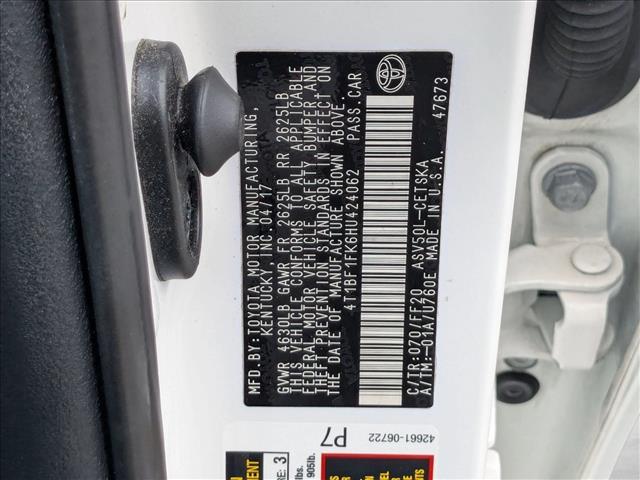 MFD. BY: TOYOTA MOTOR MANUFACTURING,
KENTUCKY, INC. 04/17
GVWR 4630LB GAWR FR 2625LB RR 2625LB
THIS VEHICLE CONFORMS TO ALL APPLICABLE
FEDERAL MOTOR VEHICLE SAFETY BUMPER, AND
THEFT PREVENTION STANDARDS IN EFFECT ON
THE DATE OF MANUFACTURE SHOWN ABOVE.
4T1BF1FK6HU424062 PASS. CAR
C/TR: 070/FF20 ASV50L-CETSKA
A/TM: -01A/U760E MADE IN U.S.A. 47673
P7
42661-06722
3
lbs.
905lb.